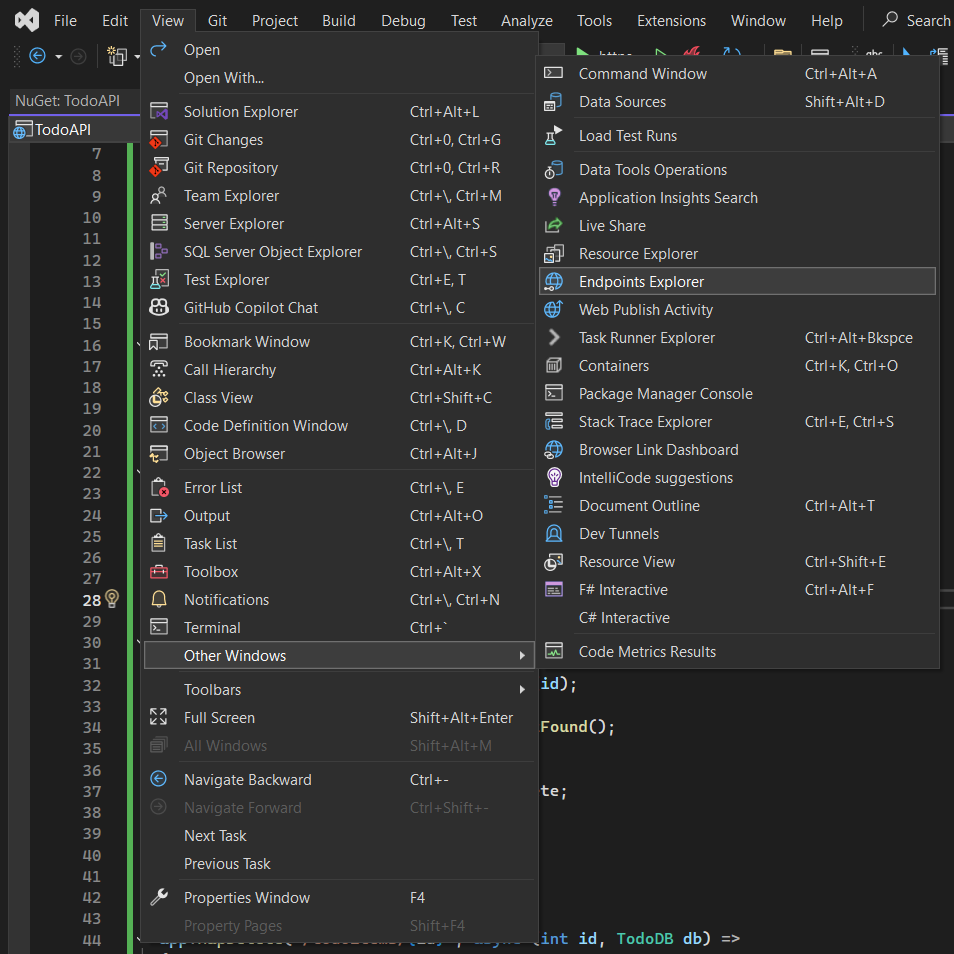 File Edit View Git Project Build Debug Test Analyze Tools Extensions Window Help Search
NuGet: TodoAPI
TodoAPI
7
8
9
10
11
12
13
14
15
16
17
18
19
20
21
22
23
24
25
26
27
28
29
30
31
32
33
34
35
36
37
38
39
40
41
42
43
44
Open
Open With...
Solution Explorer Ctrl+Alt+L
Git Changes Ctrl+0, Ctrl+G
Git Repository Ctrl+0, Ctrl+R
Team Explorer Ctrl+\, Ctrl+M
Server Explorer Ctrl+Alt+S
SQL Server Object Explorer Ctrl+\, Ctrl+S
Test Explorer Ctrl+E, T
GitHub Copilot Chat Ctrl+\, C
Bookmark Window Ctrl+K, Ctrl+W
Call Hierarchy Ctrl+Alt+K
Class View Ctrl+Shift+C
Code Definition Window Ctrl+\, D
Object Browser Ctrl+Alt+J
Error List Ctrl+\, E
Output Ctrl+Alt+O
Task List Ctrl+\, T
Toolbox Ctrl+Alt+X
Notifications Ctrl+\, Ctrl+N
Terminal Ctrl+`
Other Windows
Toolbars
Full Screen Shift+Alt+Enter
All Windows Shift+Alt+M
Navigate Backward Ctrl+-
Navigate Forward Ctrl+Shift+-
Next Task
Previous Task
Properties Window F4
Property Pages Shift+F4
Command Window Ctrl+Alt+A
Data Sources Shift+Alt+D
Load Test Runs
Data Tools Operations
Application Insights Search
Live Share
Resource Explorer
Endpoints Explorer
Web Publish Activity
Task Runner Explorer Ctrl+Alt+Bkspce
Containers Ctrl+K, Ctrl+O
Package Manager Console
Stack Trace Explorer Ctrl+E, Ctrl+S
Browser Link Dashboard
IntelliCode suggestions
Document Outline Ctrl+Alt+T
Dev Tunnels
Resource View Ctrl+Shift+E
F# Interactive Ctrl+Alt+F
C# Interactive
Code Metrics Results
id);
Found();
te;
int id, TodoDB db) =>